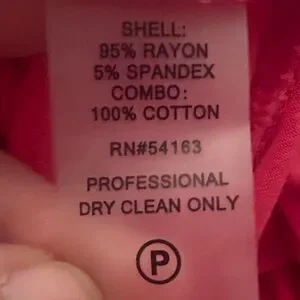 SHELL:
95% RAYON
5% SPANDEX
COMBO:
100% COTTON
RN#54163
PROFESSIONAL
DRY CLEAN ONLY
P